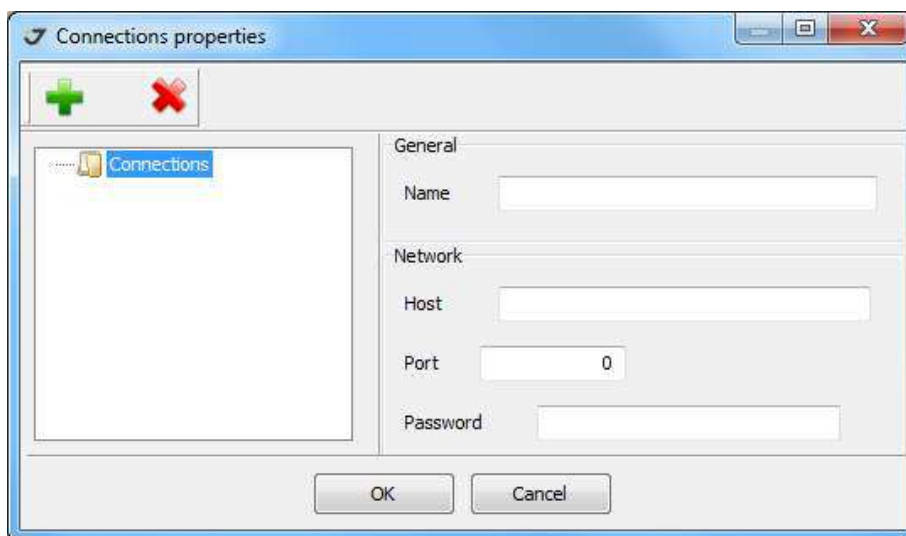 Connections properties
Connections
General
Name
Network
Host
Port 0
Password
OK Cancel